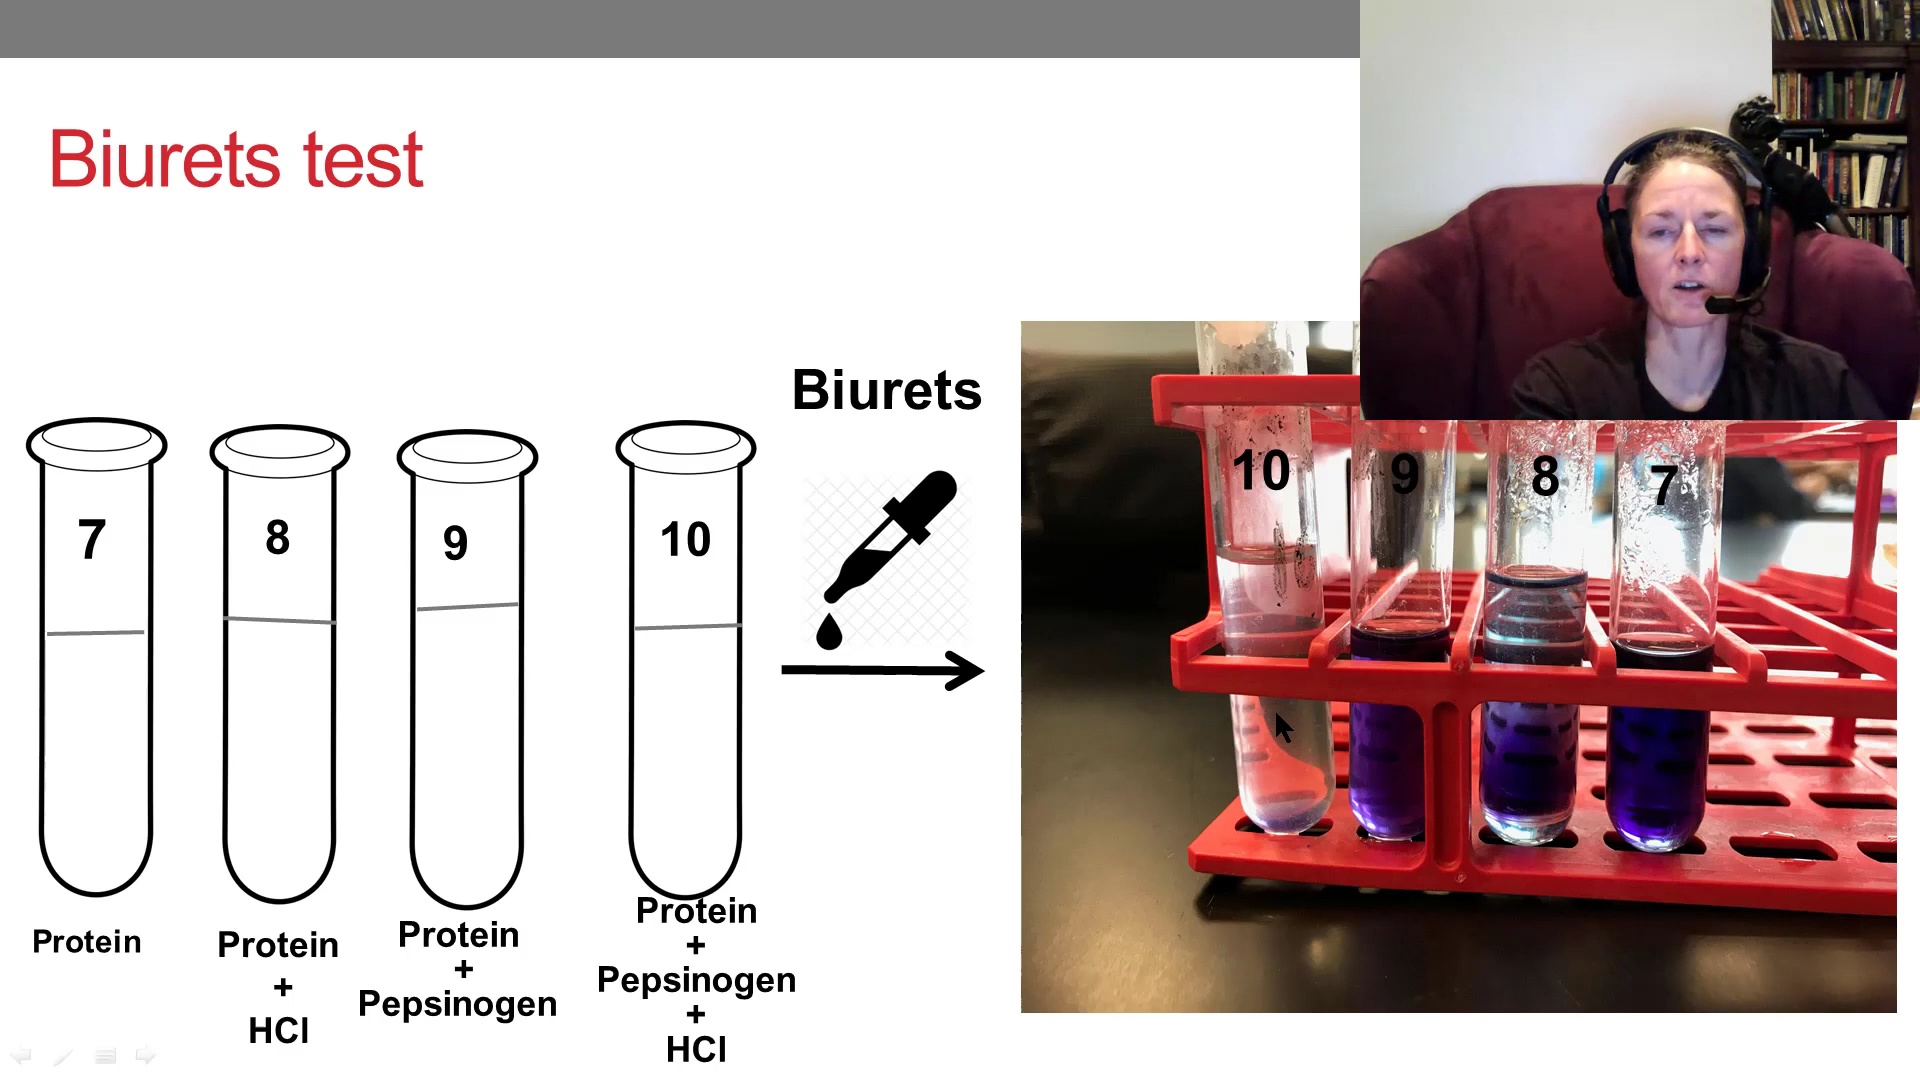 Biurets test
Biurets
7
8
9
10
Protein
Protein
+
HCl
Protein
+
Pepsinogen
Protein
+
Pepsinogen
+
HCl
10
9
8
7
10